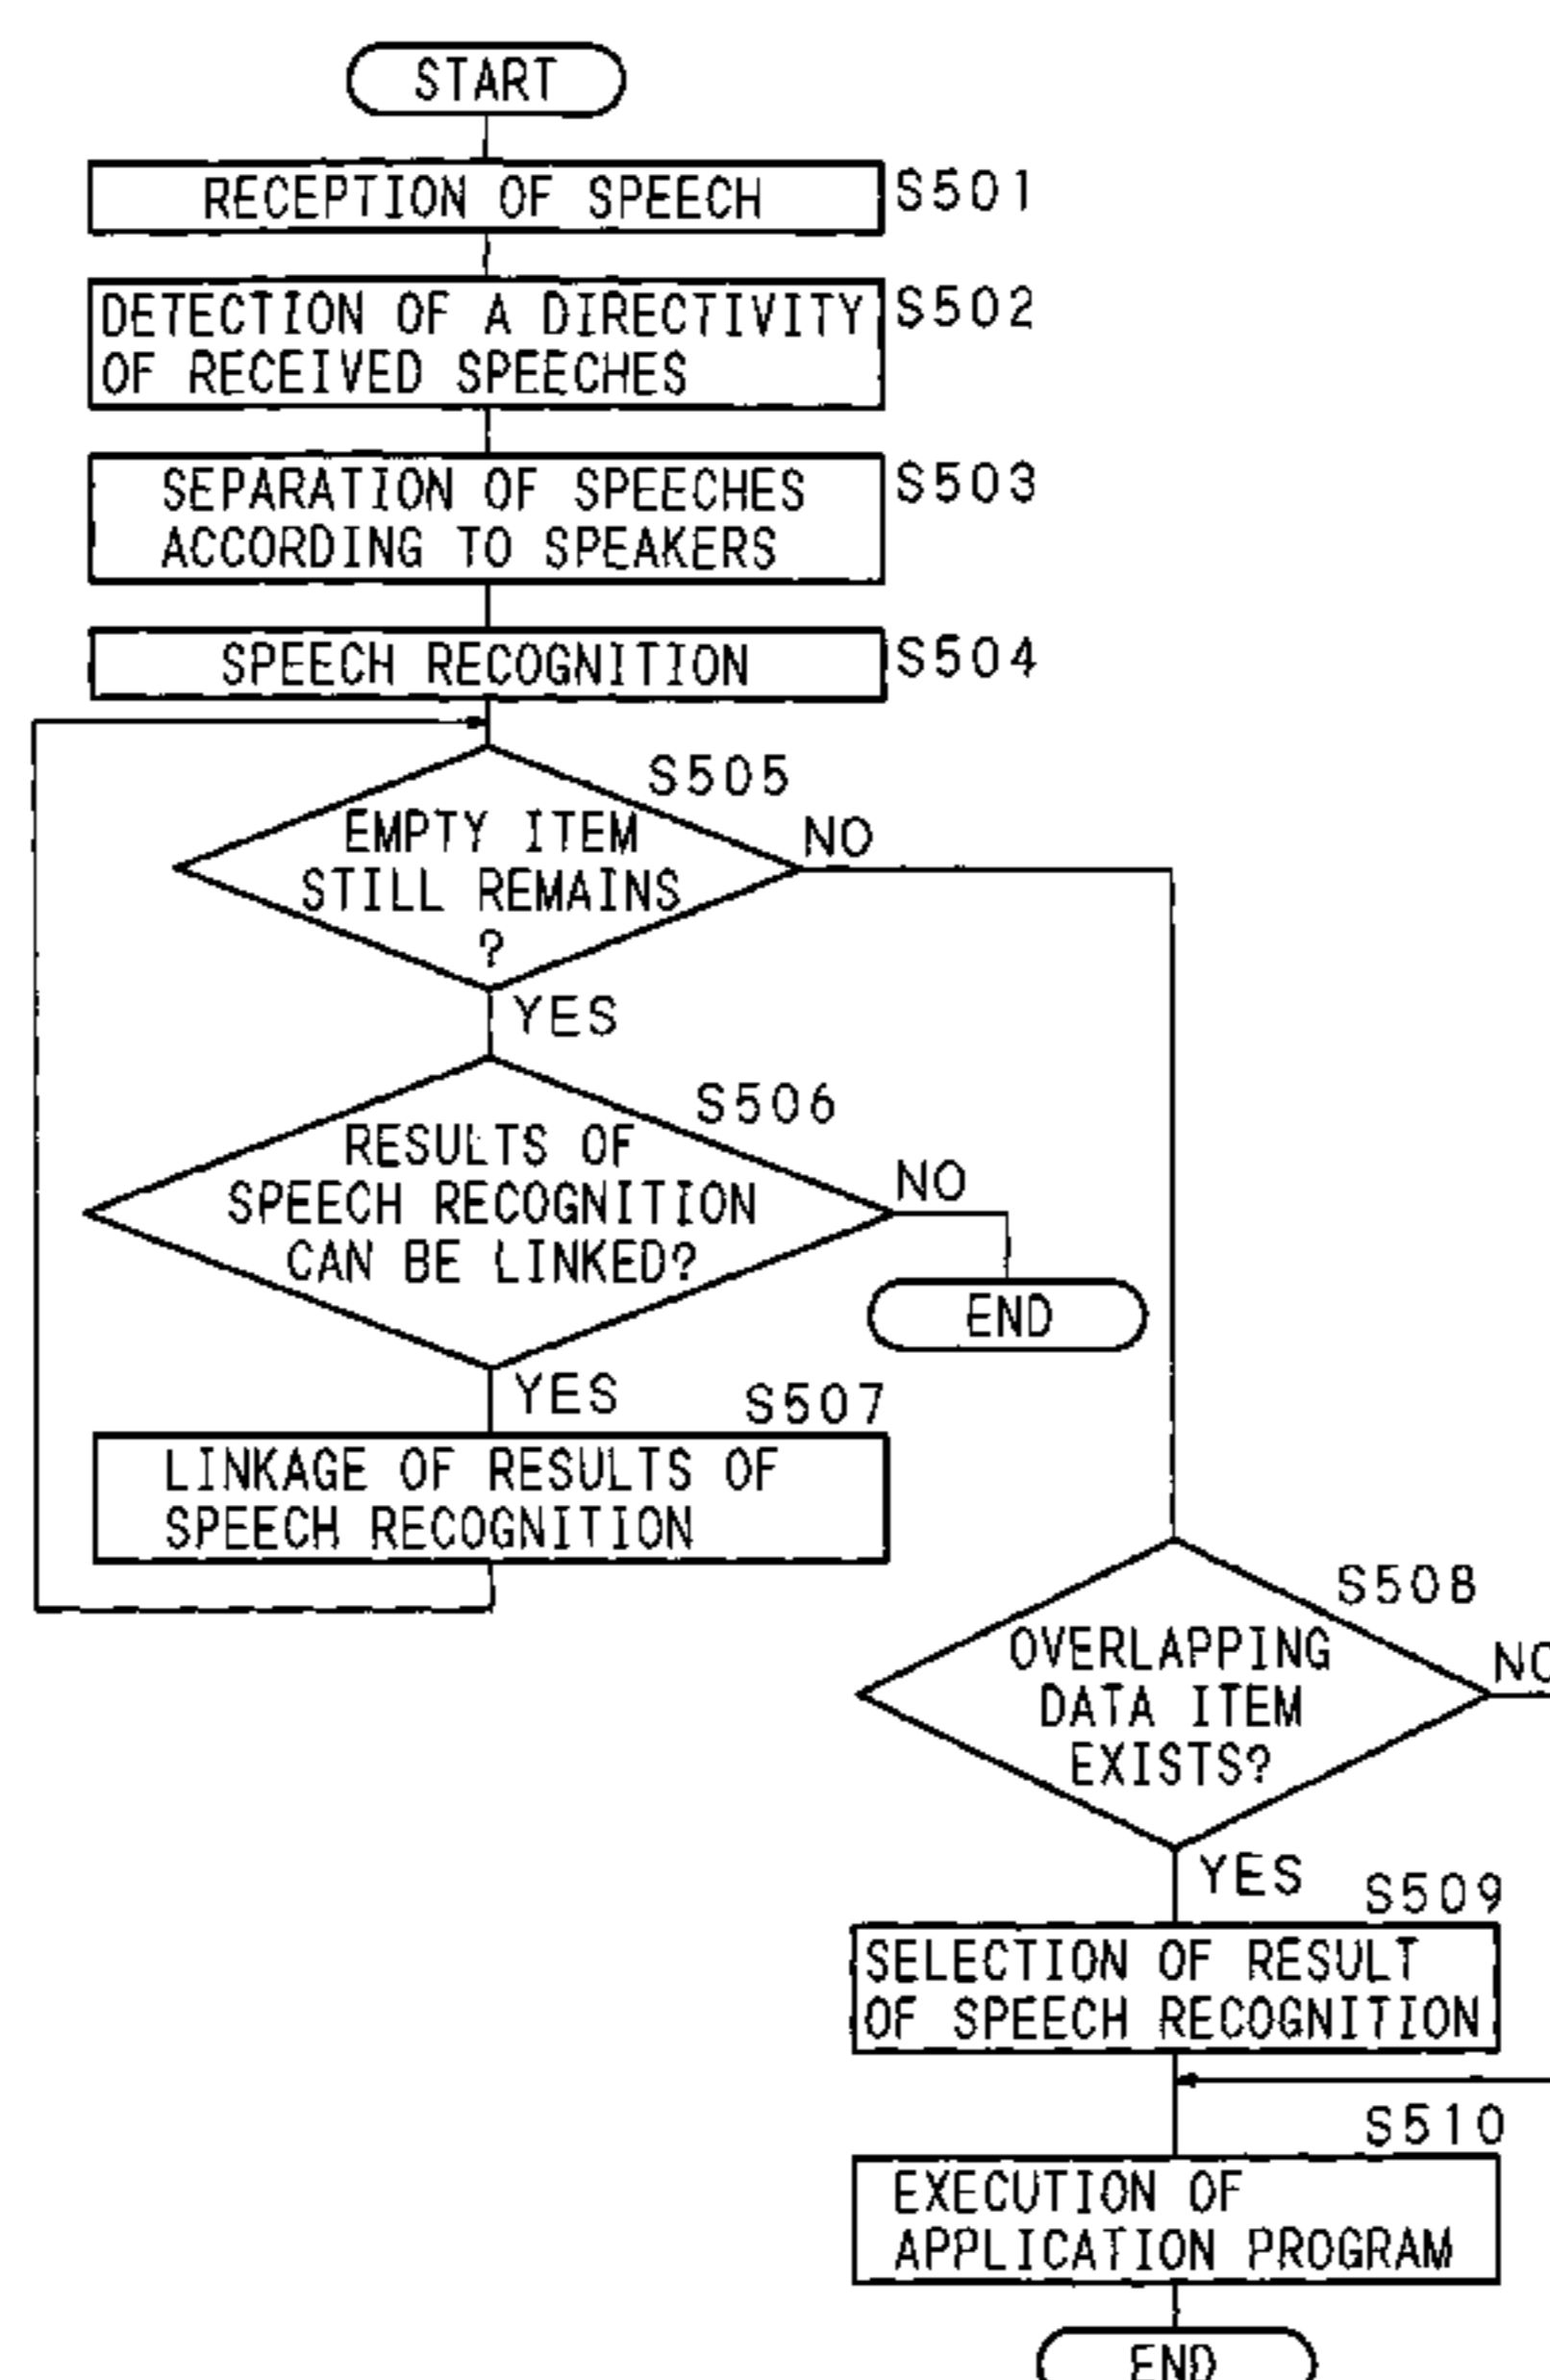 START
RECEPTION OF SPEECH
S501
DETECTION OF A DIRECTIVITY
OF RECEIVED SPEECHES
S502
SEPARATION OF SPEECHES
ACCORDING TO SPEAKERS
S503
SPEECH RECOGNITION
S504
S505
EMPTY ITEM
STILL REMAINS
?
NO
YES
S506
RESULTS OF
SPEECH RECOGNITION
CAN BE LINKED?
NO
END
YES
S507
LINKAGE OF RESULTS OF
SPEECH RECOGNITION
S508
OVERLAPPING
DATA ITEM
EXISTS?
NO
YES
S509
SELECTION OF RESULT
OF SPEECH RECOGNITION
S510
EXECUTION OF
APPLICATION PROGRAM
END